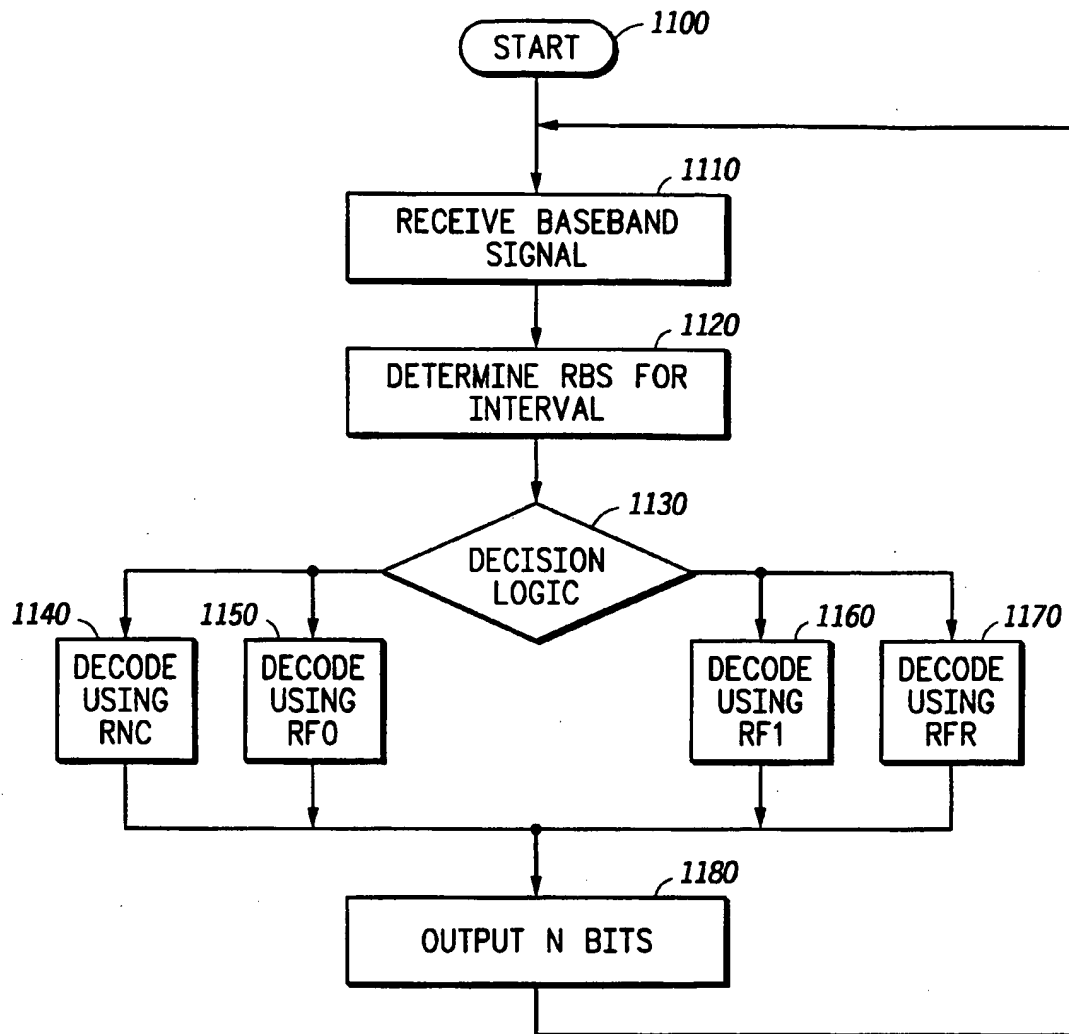 START
1100
1110
RECEIVE BASEBAND
SIGNAL
1120
DETERMINE RBS FOR
INTERVAL
1130
DECISION
LOGIC
1140
DECODE
USING
RNC
1150
DECODE
USING
RF0
1160
DECODE
USING
RF1
1170
DECODE
USING
RFR
1180
OUTPUT N BITS